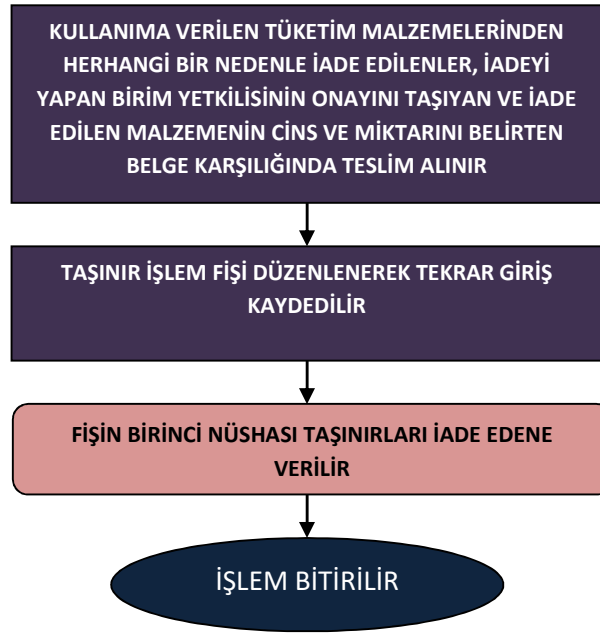 KULLANIMA VERİLEN TÜKETİM MALZEMELERİNDEN
HERHANGİ BİR NEDENLE İADE EDİLENLER, İADEYİ
YAPAN BİRİM YETKİLİSİNİN ONAYINI TAŞIYAN VE İADE
EDİLEN MALZEMENİN CİNS VE MİKTARINI BELİRTEN
BELGE KARŞILIĞINDA TESLİM ALINIR
TAŞINIR İŞLEM FİŞİ DÜZENLENEREK TEKRAR GİRİŞ
KAYDEDİLİR
FİŞİN BİRİNCİ NÜSHASI TAŞINIRLARI İADE EDENE
VERİLİR
İŞLEM BİTİRİLİR